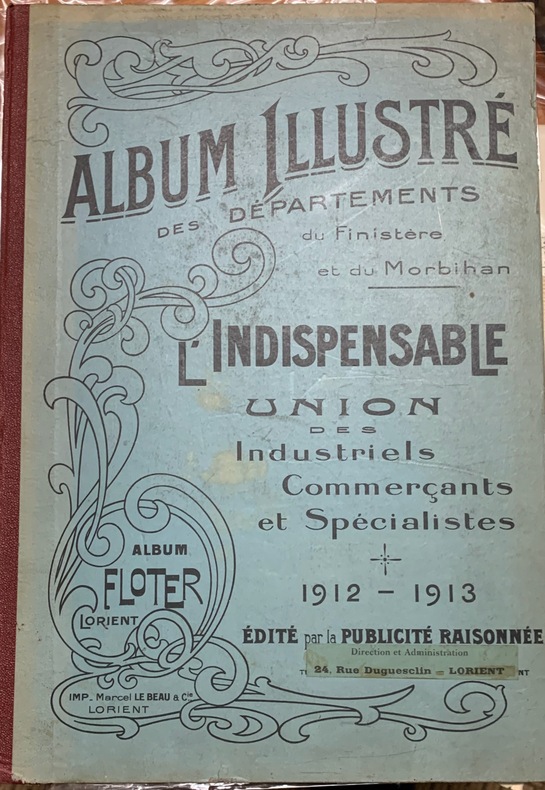 ALBUM ILLUSTRÉ
DES DÉPARTEMENTS
du Finistère
et du Morbihan
L'INDISPENSABLE
UNION
DES
Industriels
Commerçants
et Spécialistes
1912 - 1913
ALBUM
FLOTER
LORIENT
ÉDITÉ par la PUBLICITÉ RAISONNÉE
Direction et Administration
24, Rue Duguesclin = LORIENT
IMP. Marcel LE BEAU & Cie
LORIENT